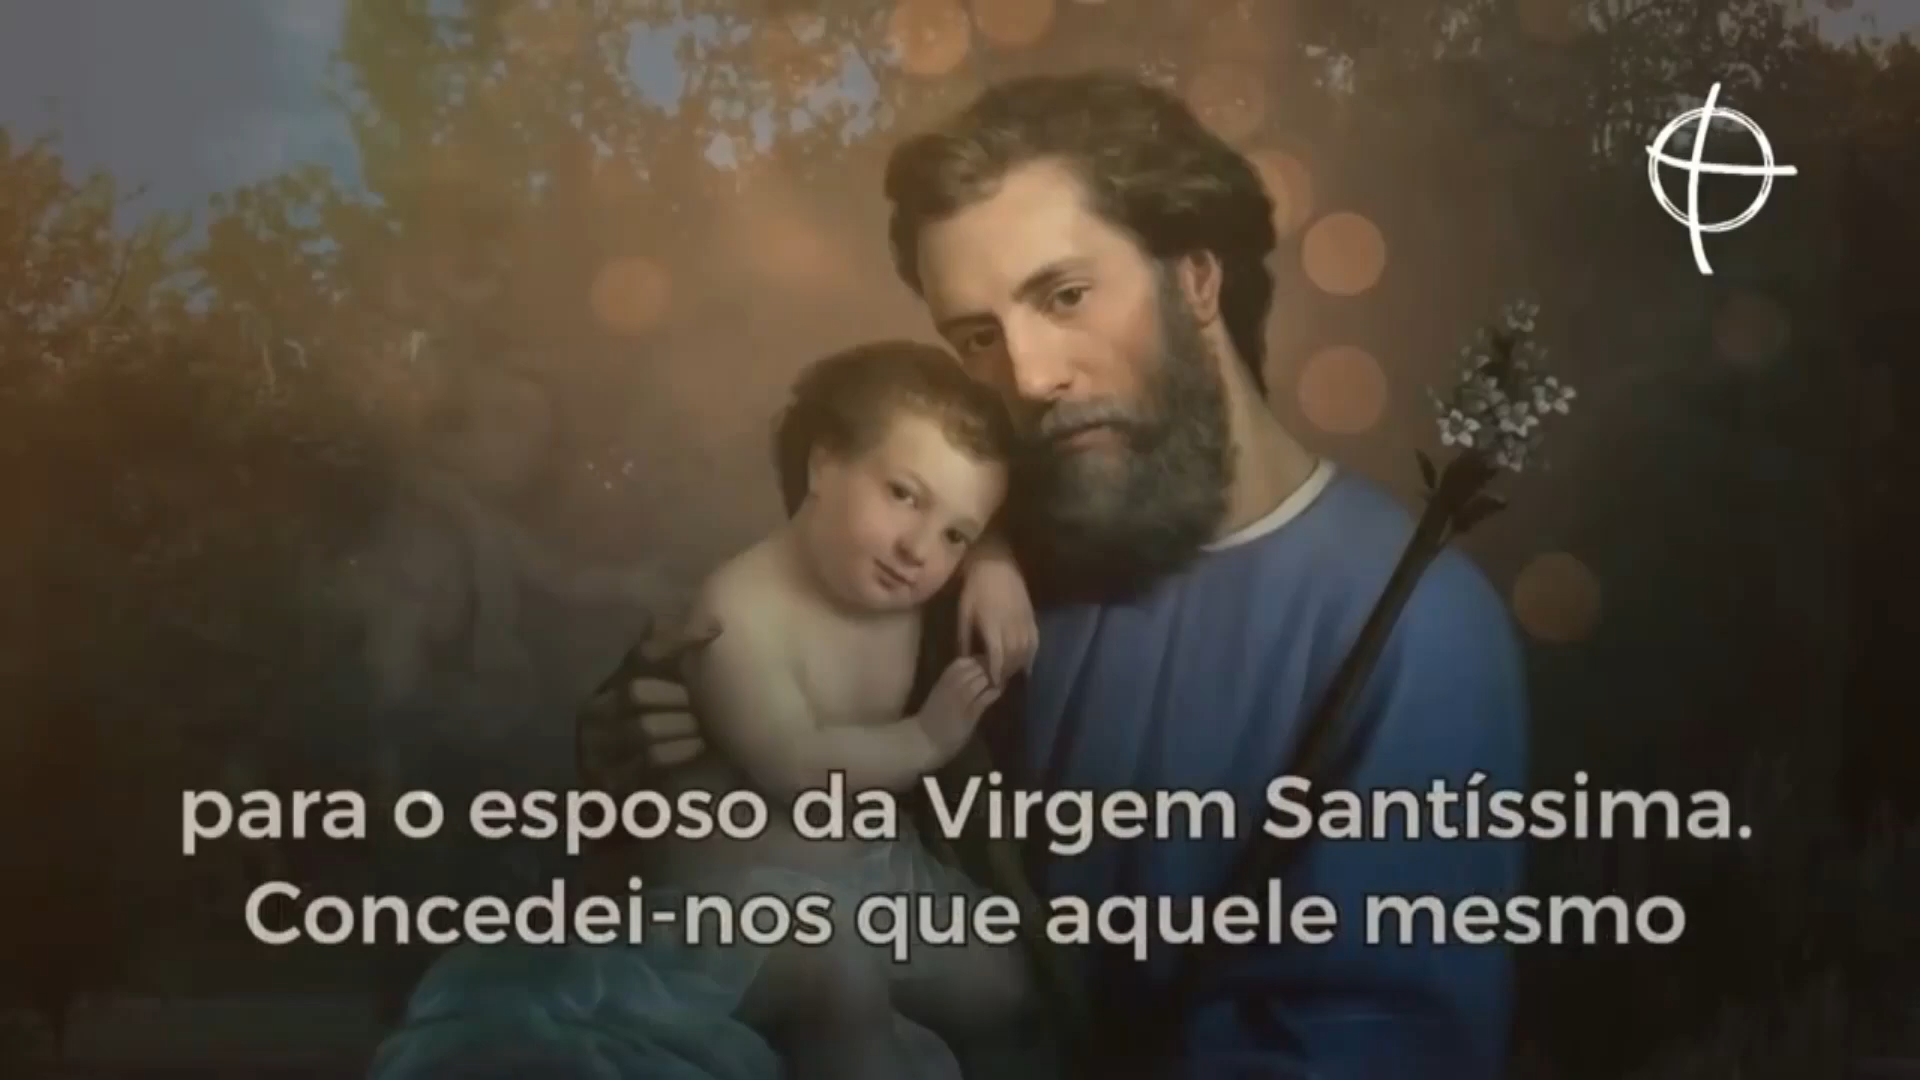 para o esposo da Virgem Santíssima.
Concedei-nos que aquele mesmo